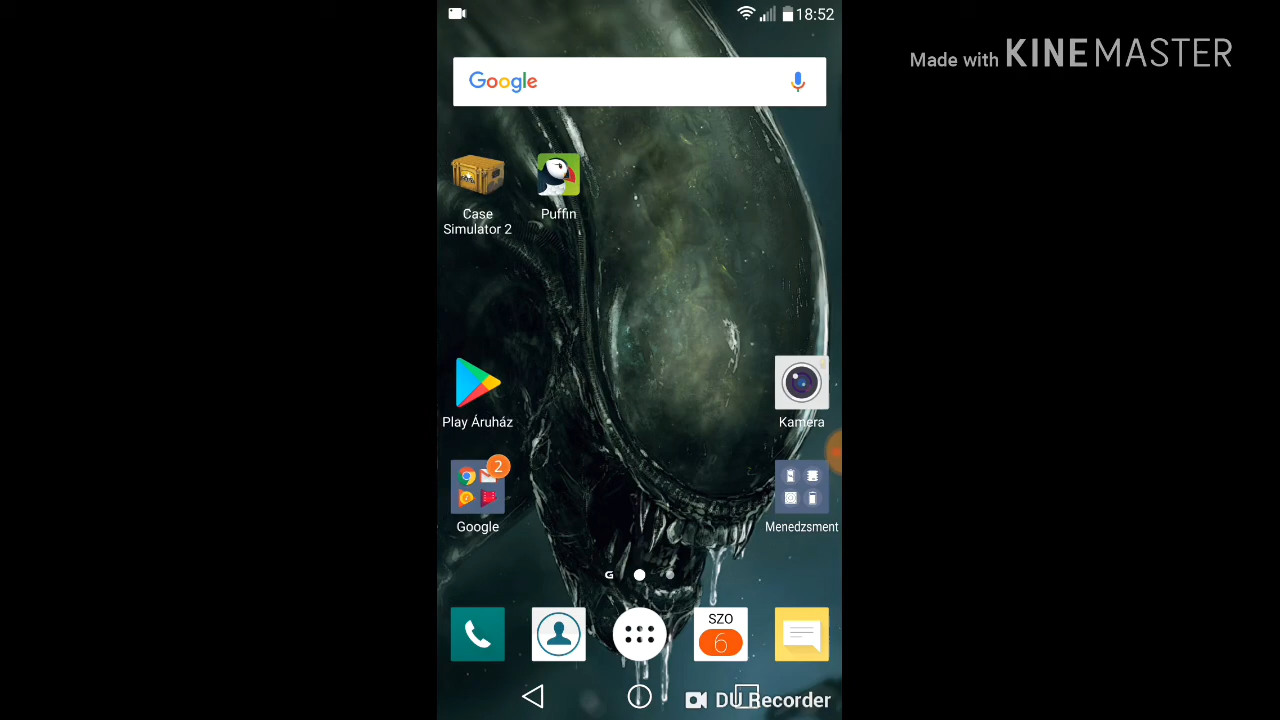 18:52
Made with KINEMASTER
Google
Case
Simulator 2
Puffin
Play Áruház
Kamera
2
Google
Menedzsment
G
SZO
6
DU Recorder